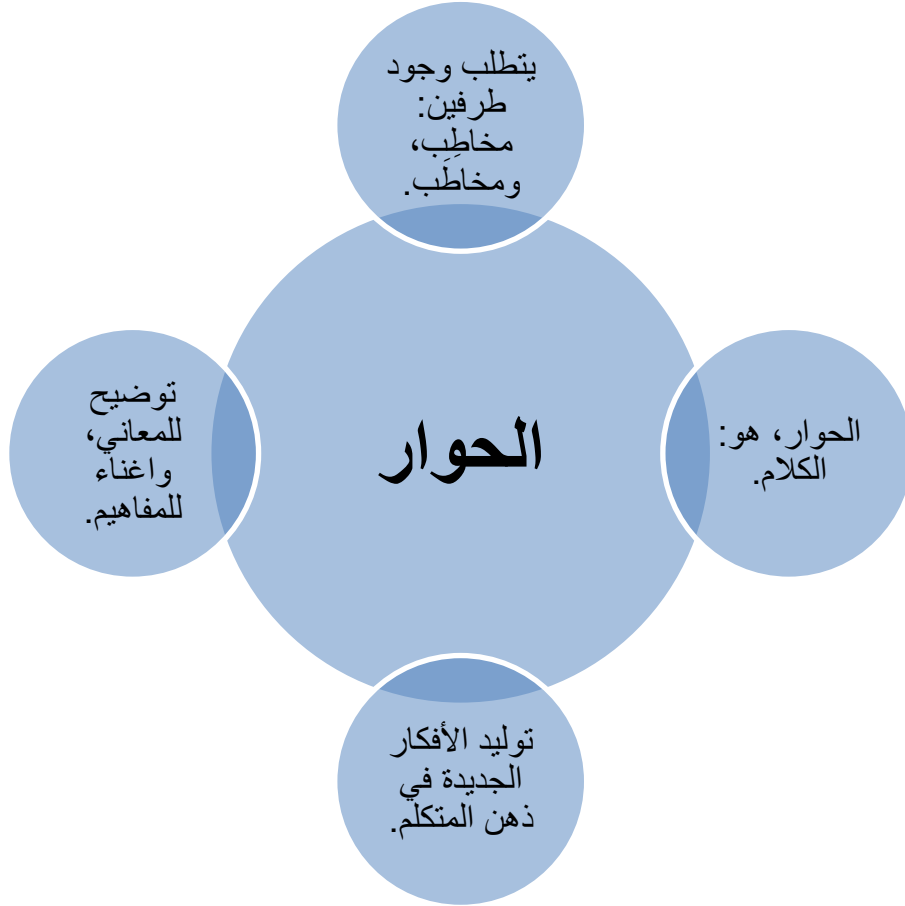 يتطلب وجود
طرفين:
مخاطِب،
ومخاطَب.
الحوار
الحوار، هو:
الكلام.
توضيح
للمعاني،
واغناء
للمفاهيم.
توليد الأفكار
الجديدة في
ذهن المتكلم.